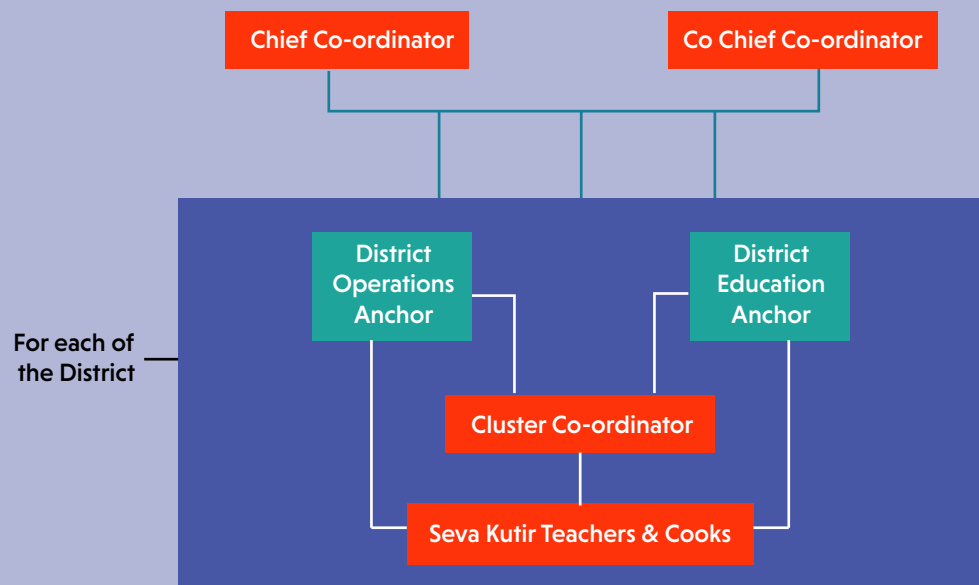 Chief Co-ordinator
Co Chief Co-ordinator
District
Operations
Anchor
District
Education
Anchor
For each of
the District
Cluster Co-ordinator
Seva Kutir Teachers & Cooks